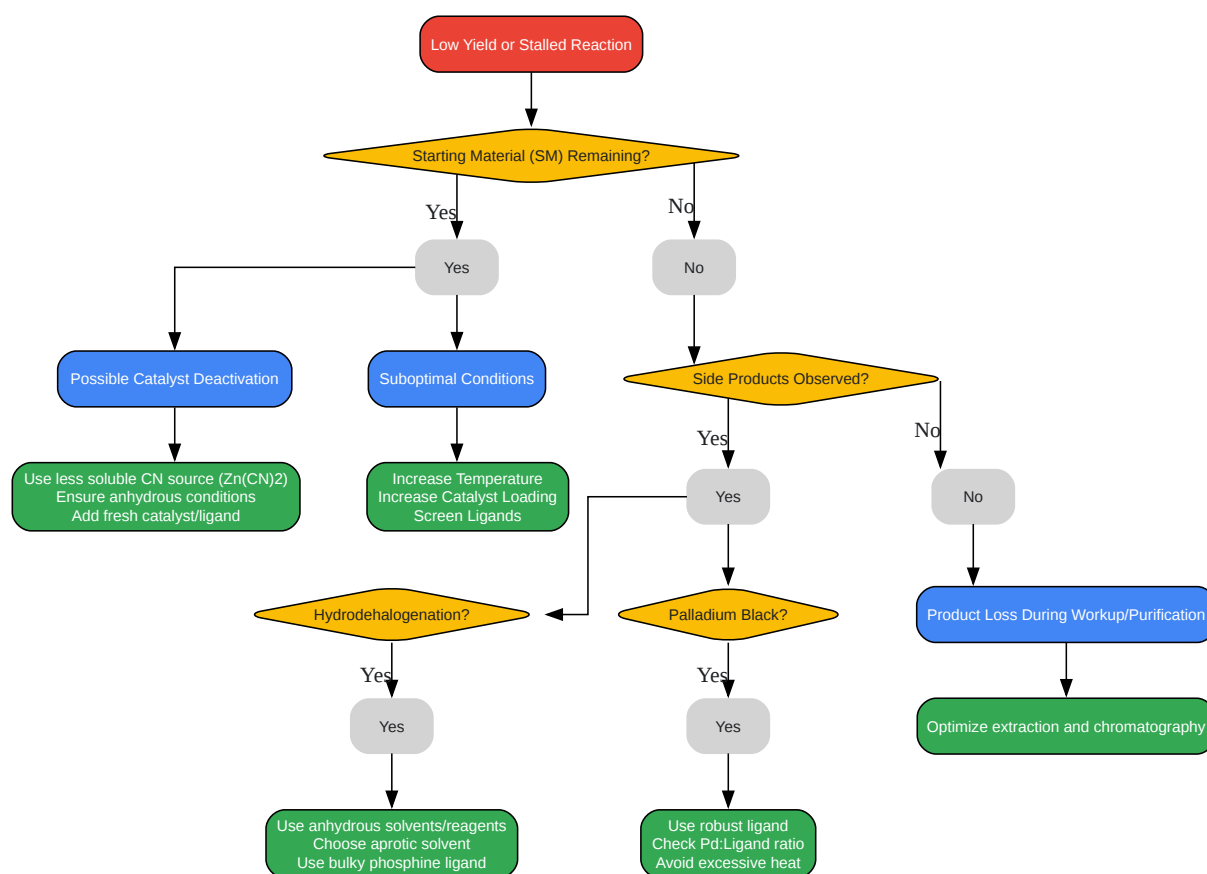 Low Yield or Stalled Reaction
Starting Material (SM) Remaining?
Yes
No
Yes
No
Possible Catalyst Deactivation
Suboptimal Conditions
Side Products Observed?
Yes
No
Use less soluble CN source (Zn(CN)2)
Ensure anhydrous conditions
Add fresh catalyst/ligand
Increase Temperature
Increase Catalyst Loading
Screen Ligands
Yes
No
Hydrodehalogenation?
Palladium Black?
Product Loss During Workup/Purification
Yes
Yes
Yes
Yes
Optimize extraction and chromatography
Use anhydrous solvents/reagents
Choose aprotic solvent
Use bulky phosphine ligand
Use robust ligand
Check Pd:Ligand ratio
Avoid excessive heat